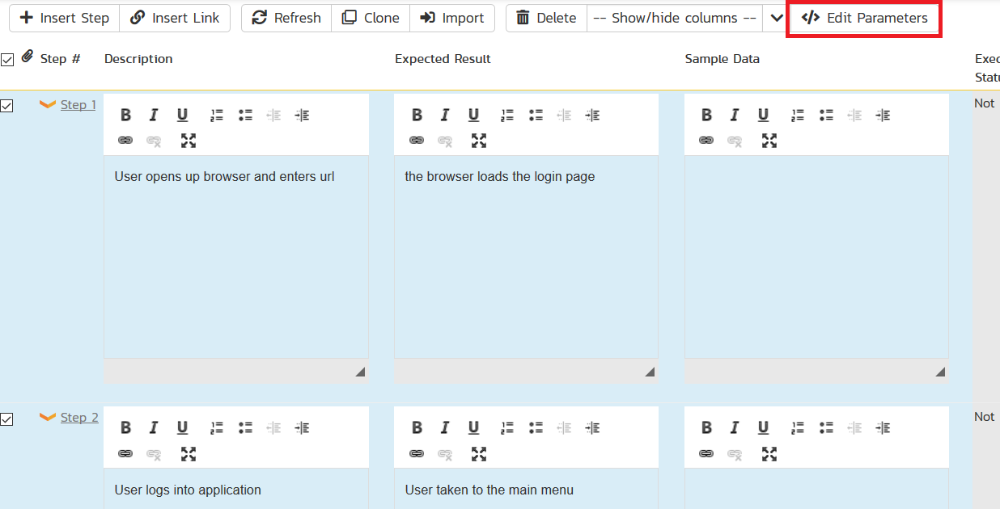 Insert Step Insert Link Refresh Clone Import Delete -- Show/hide columns -- </> Edit Parameters
Step # Description Expected Result Sample Data Exec
Statu
Step 1 B I U B I U B I U Not
User opens up browser and enters url the browser loads the login page
Step 2 B I U B I U B I U Not
User logs into application User taken to the main menu